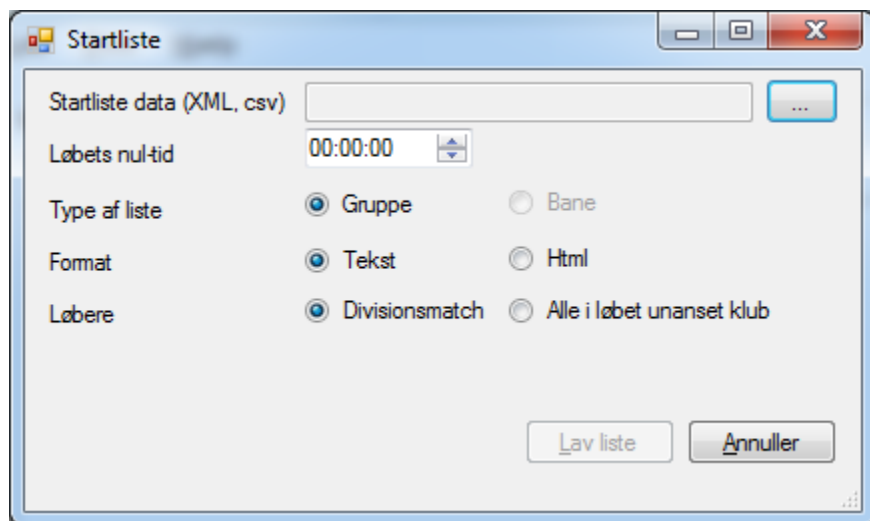 Startliste
Startliste data (XML, csv) ...
Løbets nul-tid 00:00:00
Type af liste Gruppe Bane
Format Tekst Html
Løbere Divisionsmatch Alle i løbet unanset klub
Lav liste Annuller